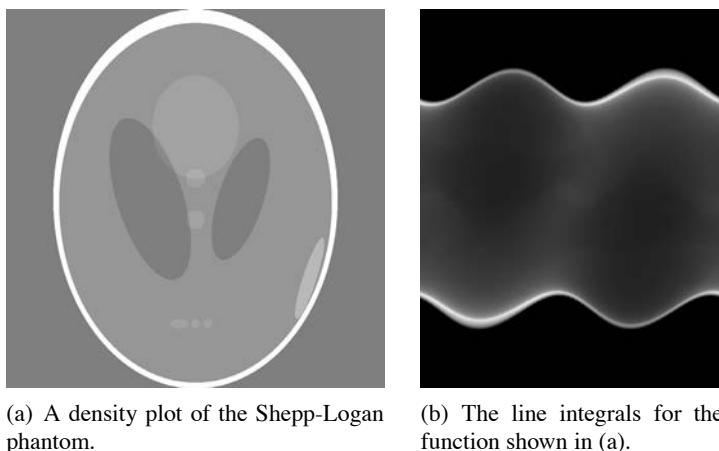 (a) A density plot of the Shepp-Logan
phantom.
(b) The line integrals for the
function shown in (a).